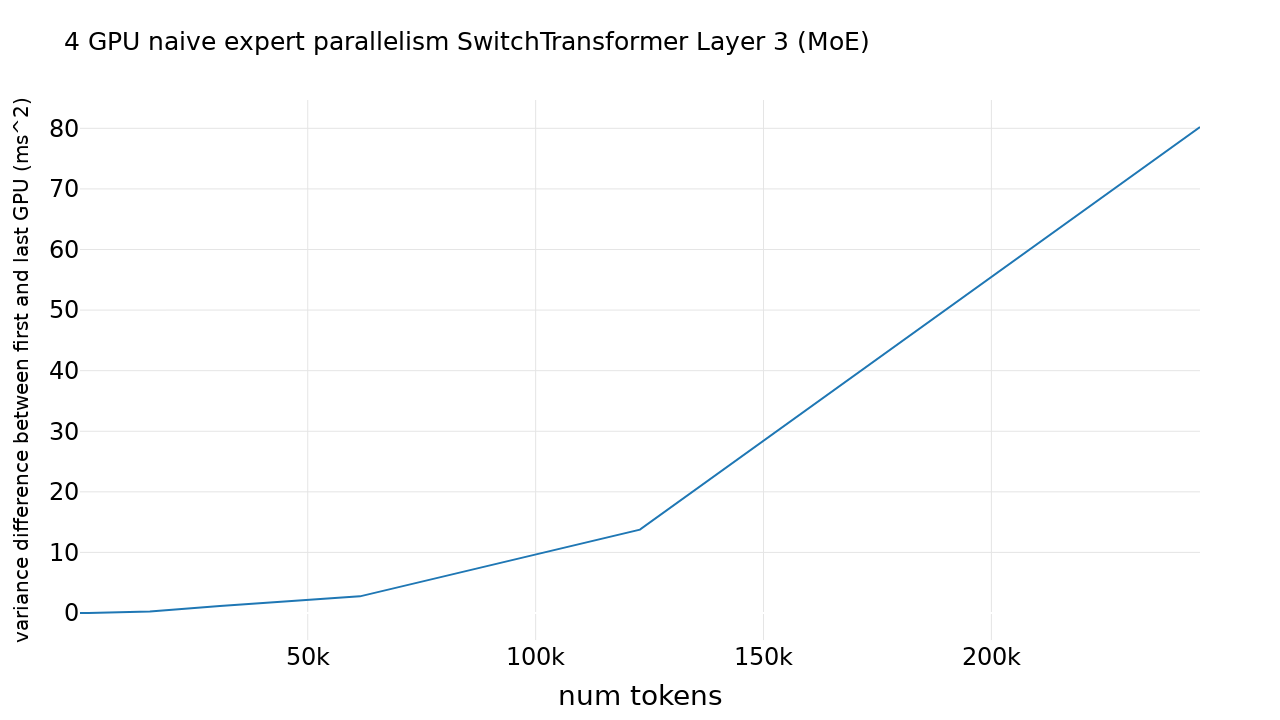 4 GPU naive expert parallelism SwitchTransformer Layer 3 (MoE)
variance difference between first and last GPU (ms^2)
80
70
60
50
40
30
20
10
0
50k
100k
150k
200k
num tokens